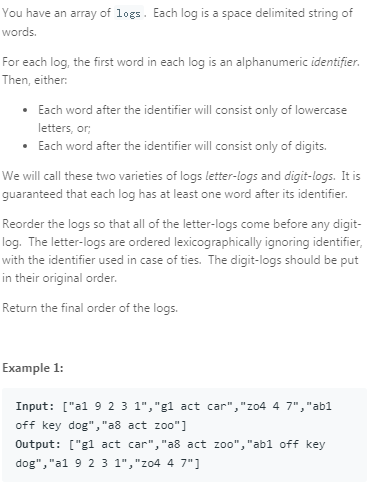 You have an array of logs. Each log is a space delimited string of
words.
For each log, the first word in each log is an alphanumeric identifier.
Then, either:
• Each word after the identifier will consist only of lowercase
letters, or;
• Each word after the identifier will consist only of digits.
We will call these two varieties of logs letter-logs and digit-logs. It is
guaranteed that each log has at least one word after its identifier.
Reorder the logs so that all of the letter-logs come before any digit-
log. The letter-logs are ordered lexicographically ignoring identifier,
with the identifier used in case of ties. The digit-logs should be put
in their original order.
Return the final order of the logs.
Example 1:
Input: ["a1 9 2 3 1","g1 act car","zo4 4 7","ab1
off key dog","a8 act zoo"]
Output: ["g1 act car","a8 act zoo","ab1 off key
dog","a1 9 2 3 1","zo4 4 7"]